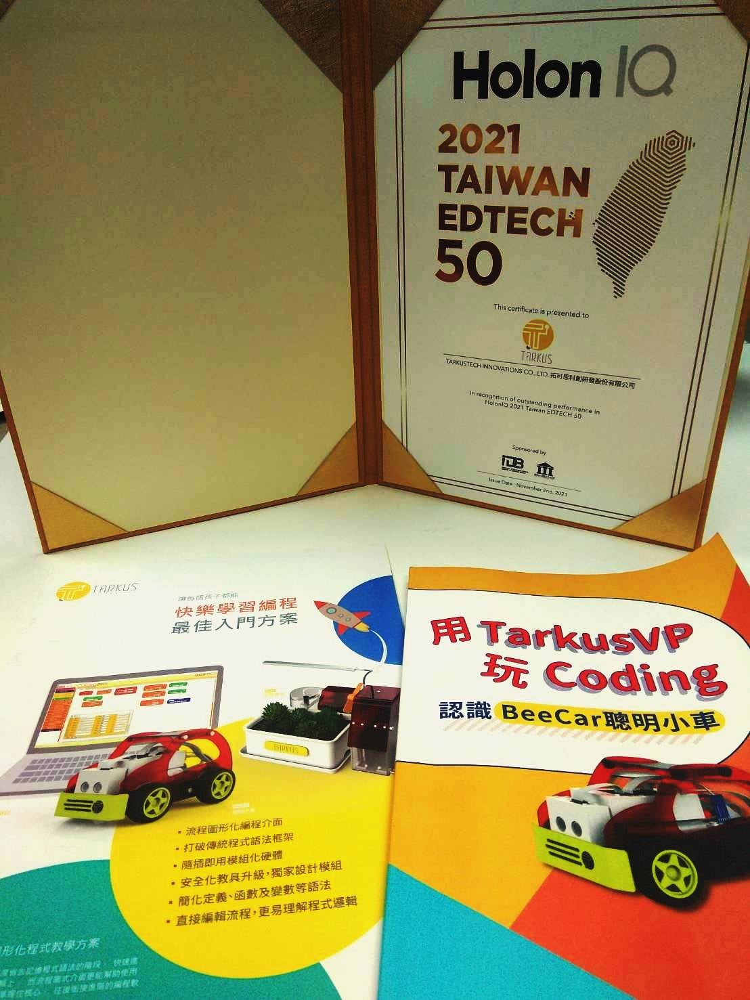 Holon IQ
2021
TAIWAN
EDTECH
50
This certificate is presented to
TARKUS
TARKUSTECH INNOVATIONS CO., LTD. 拓可恩科創研發股份有限公司
In recognition of outstanding performance in
HolonIQ 2021 Taiwan EDTECH 50
Sponsored by
IDB
Issue Date - November 2nd, 2021
TARKUS
讓每個孩子都能
快樂學習編程
最佳入門方案
TARKUS
聰明小車
▪ 流程圖形化編程介面
▪ 打破傳統程式語法框架
▪ 隨插即用模組化硬體
▪ 安全化教具升級，獨家設計模組
▪ 簡化定義、函數及變數等語法
▪ 直接編輯流程，更易理解程式邏輯
形化程式教學方案
用 TarkusVP
玩 Coding
認識 BeeCar聰明小車